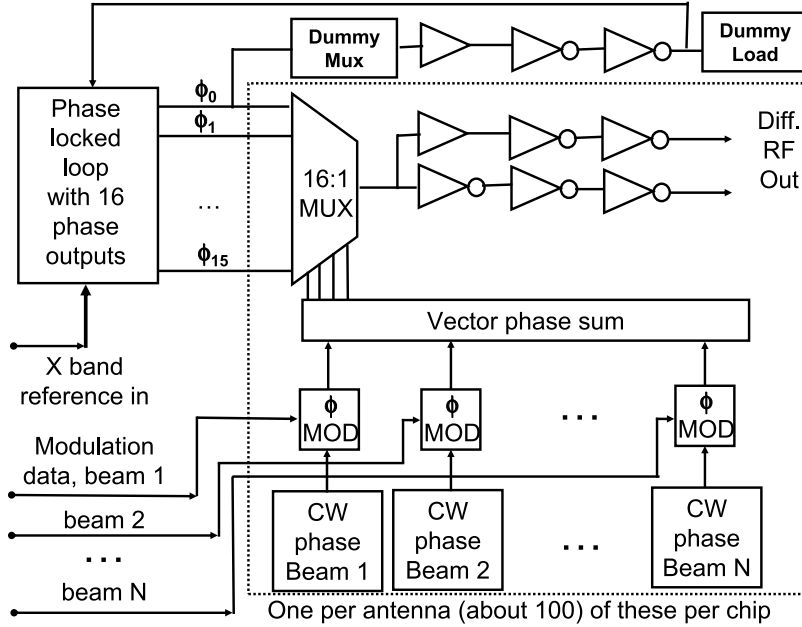 Dummy
Mux
Dummy
Load
Phase
locked
loop
with 16
phase
outputs
ϕ0
ϕ1
...
ϕ15
16:1
MUX
Diff.
RF
Out
Vector phase sum
X band
reference in
ϕ
MOD
ϕ
MOD
...
ϕ
MOD
Modulation
data, beam 1
beam 2
...
beam N
CW
phase
Beam 1
CW
phase
Beam 2
...
CW
phase
Beam N
One per antenna (about 100) of these per chip